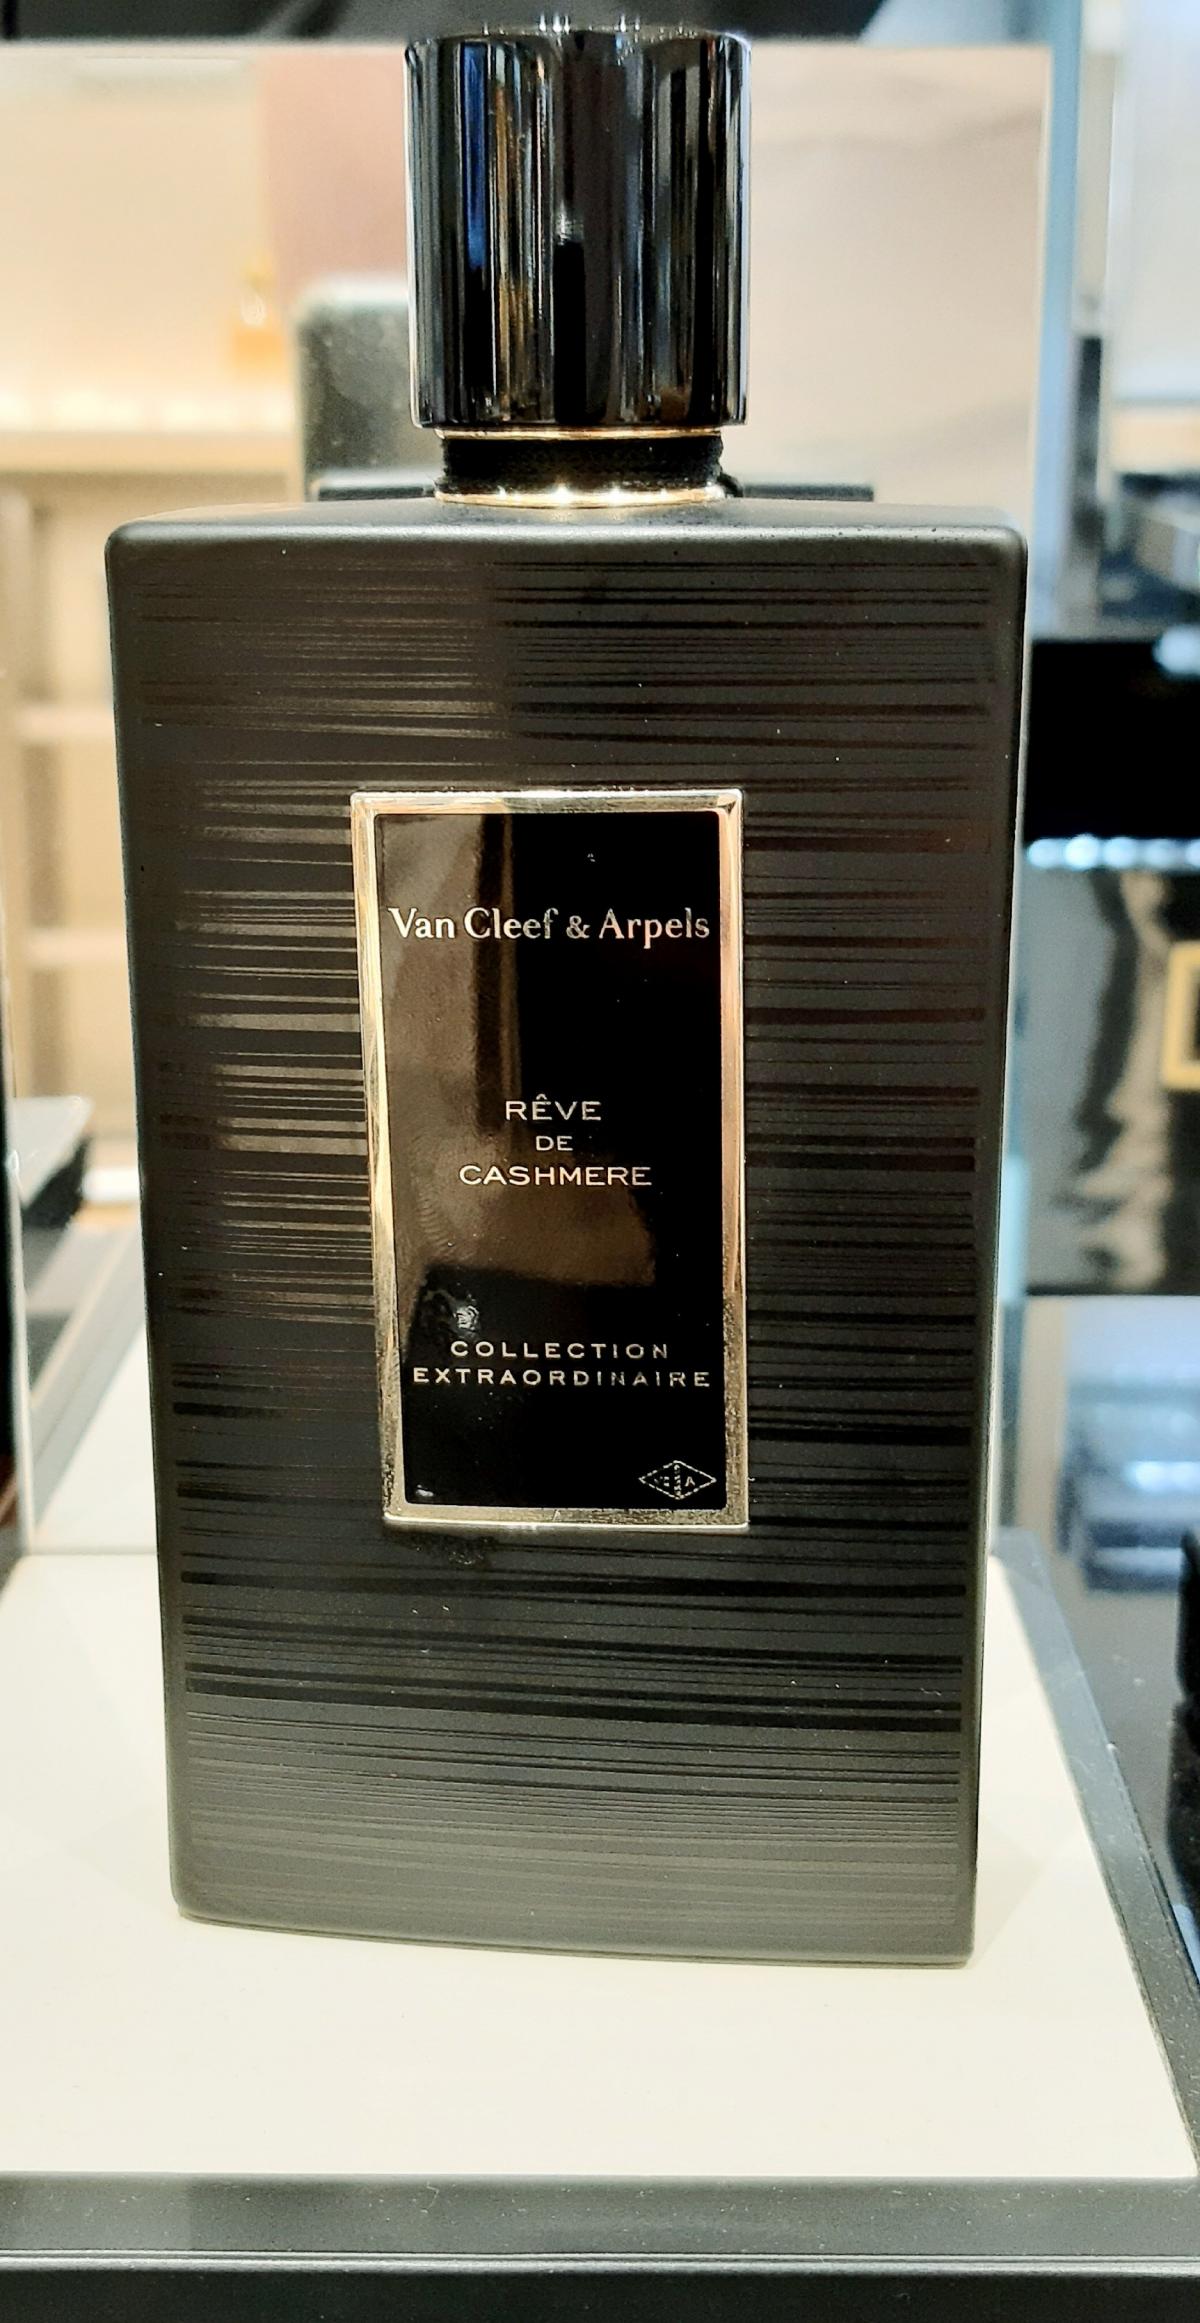 Van Cleef & Arpels
RÊVE
DE
CASHMERE
COLLECTION
EXTRAORDINAIRE